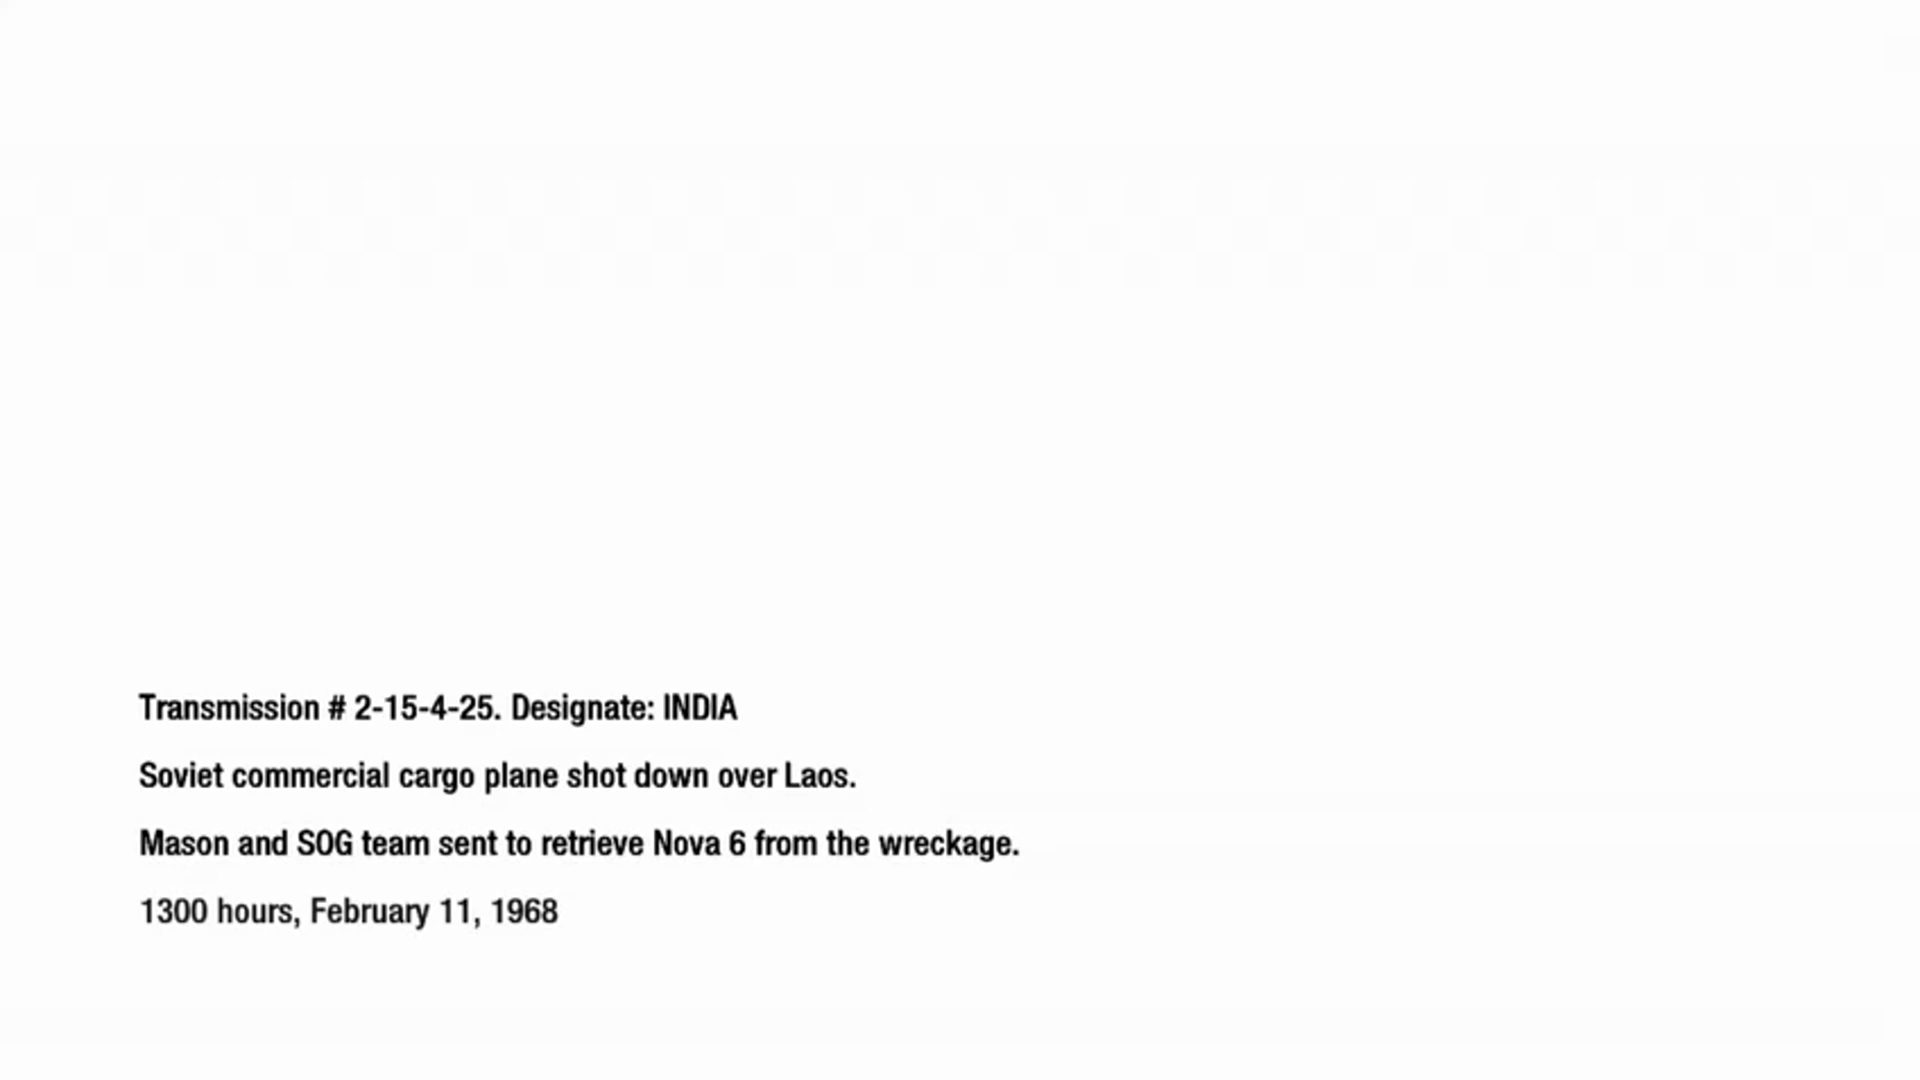 Transmission # 2-15-4-25. Designate: INDIA
Soviet commercial cargo plane shot down over Laos.
Mason and SOG team sent to retrieve Nova 6 from the wreckage.
1300 hours, February 11, 1968